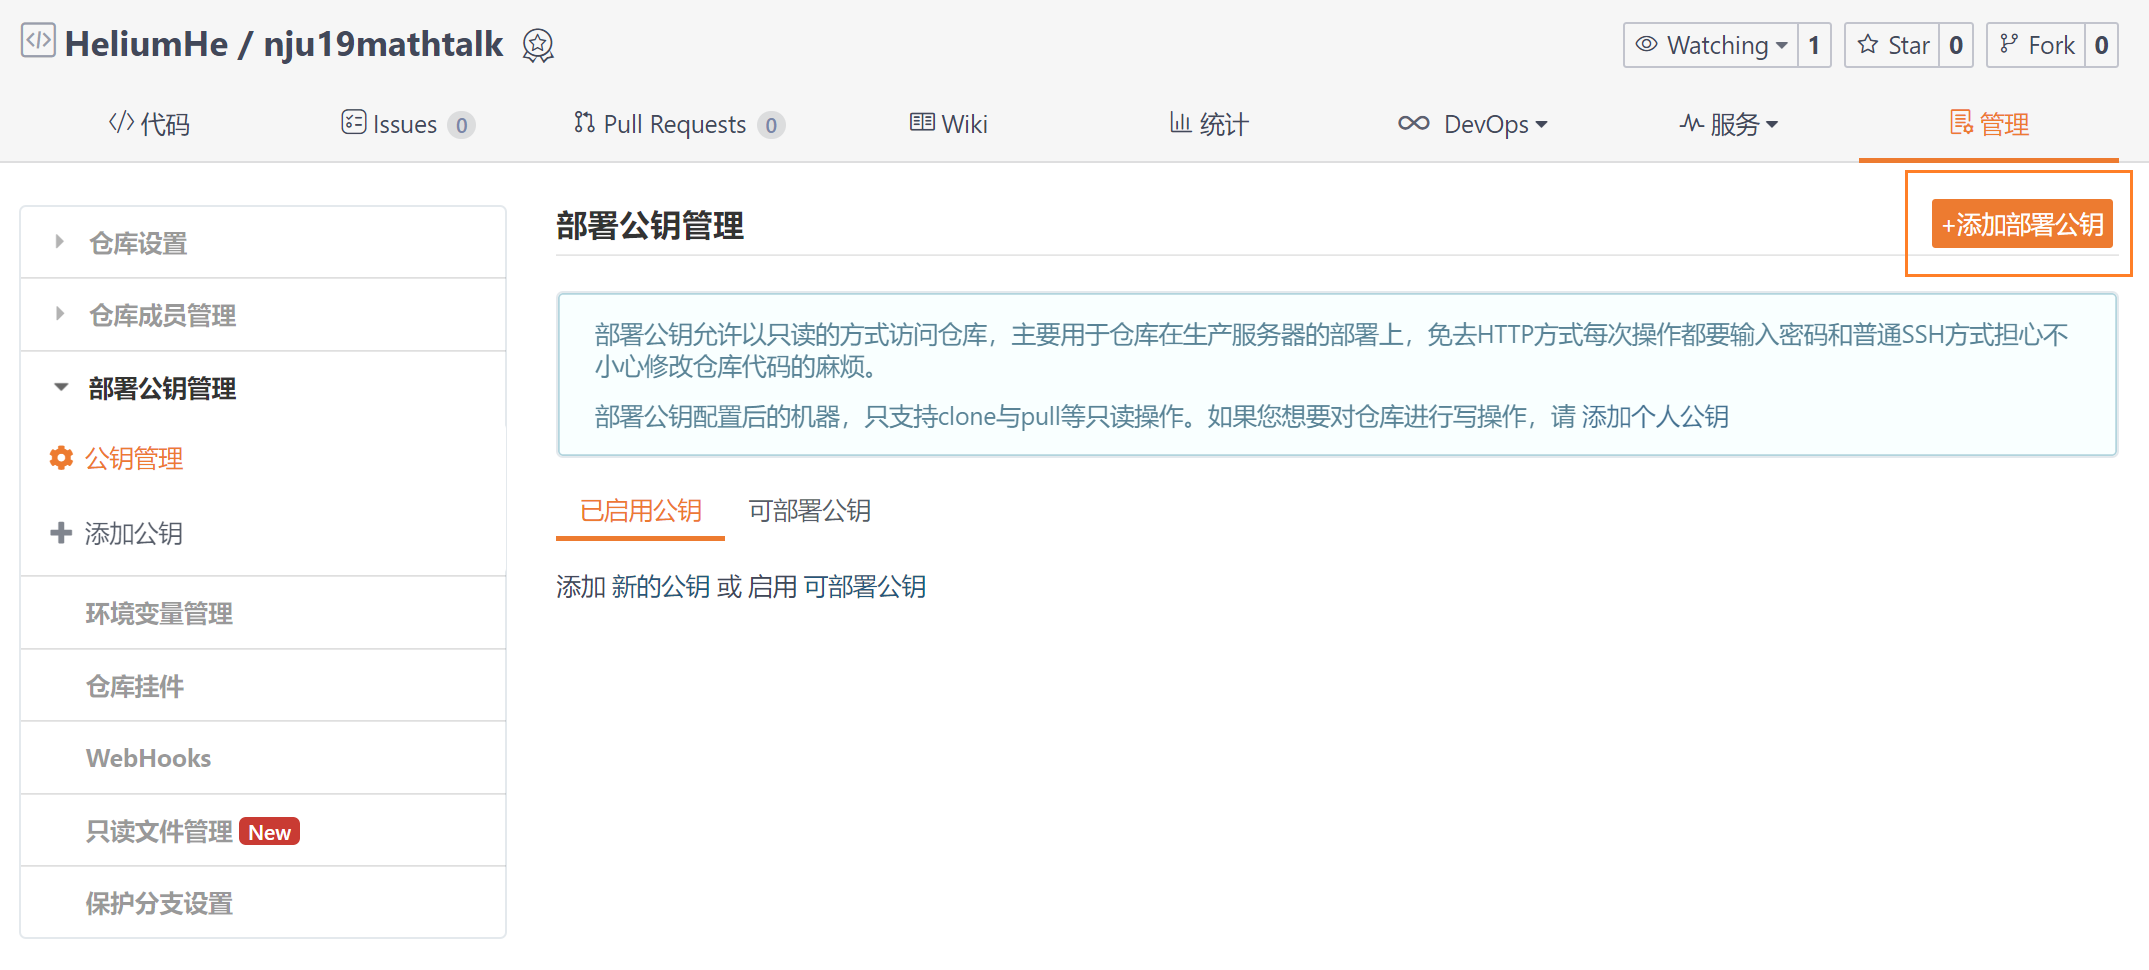 HeliumHe / nju19mathtalk
Watching 1
Star 0
Fork 0
代码
Issues 0
Pull Requests 0
Wiki
统计
DevOps
服务
管理
仓库设置
仓库成员管理
部署公钥管理
公钥管理
添加公钥
环境变量管理
仓库挂件
WebHooks
只读文件管理 New
保护分支设置
部署公钥管理
+添加部署公钥
部署公钥允许以只读的方式访问仓库，主要用于仓库在生产服务器的部署上，免去HTTP方式每次操作都要输入密码和普通SSH方式担心不
小心修改仓库代码的麻烦。
部署公钥配置后的机器，只支持clone与pull等只读操作。如果您想要对仓库进行写操作，请 添加个人公钥
已启用公钥
可部署公钥
添加 新的公钥 或 启用 可部署公钥